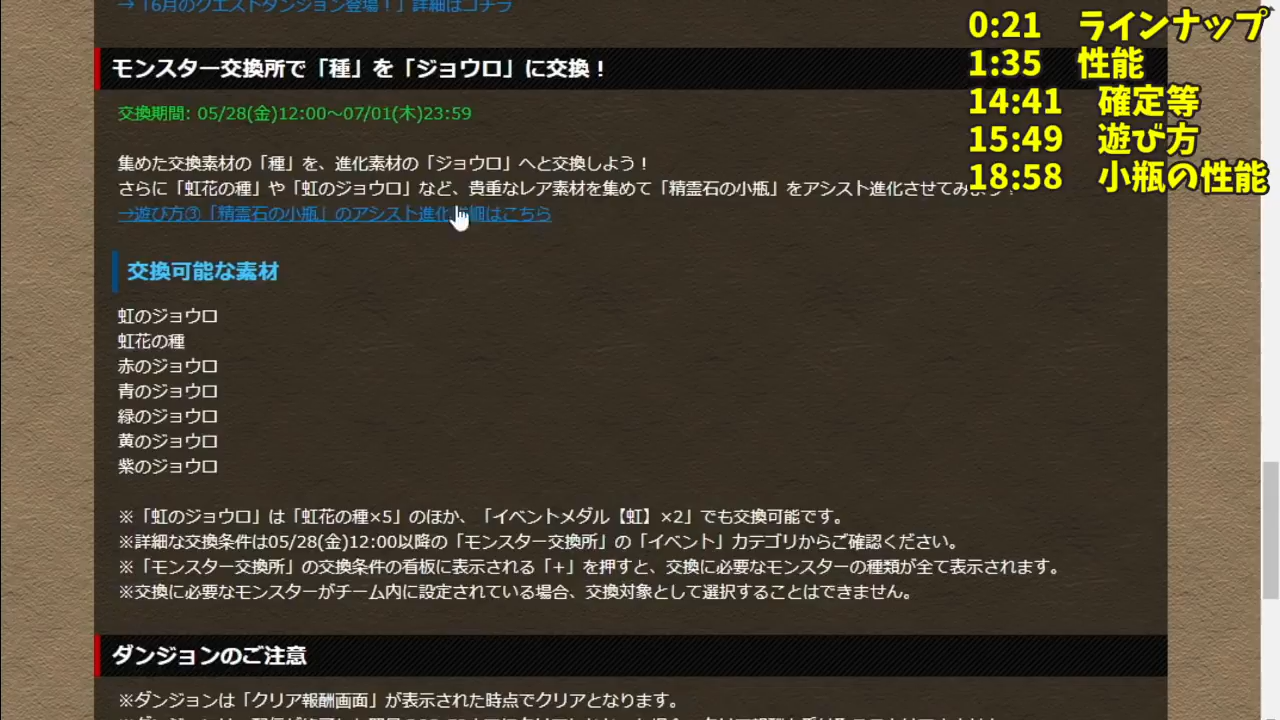 →「6月のクエストダンジョン登場！」詳細はコチラ
0:21 ラインナップ
1:35 性能
14:41 確定等
15:49 遊び方
18:58 小瓶の性能
モンスター交換所で「種」を「ジョウロ」に交換！
交換期間: 05/28(金)12:00～07/01(木)23:59
集めた交換素材の「種」を、進化素材の「ジョウロ」へと交換しよう！
さらに「虹花の種」や「虹のジョウロ」など、貴重なレア素材を集めて「精霊石の小瓶」をアシスト進化させてみ
→遊び方③「精霊石の小瓶」のアシスト進化 細はこちら
交換可能な素材
虹のジョウロ
虹花の種
赤のジョウロ
青のジョウロ
緑のジョウロ
黄のジョウロ
紫のジョウロ
※「虹のジョウロ」は「虹花の種×5」のほか、「イベントメダル【虹】×2」でも交換可能です。
※詳細な交換条件は05/28(金)12:00以降の「モンスター交換所」の「イベント」カテゴリからご確認ください。
※「モンスター交換所」の交換条件の看板に表示される「+」を押すと、交換に必要なモンスターの種類が全て表示されます。
※交換に必要なモンスターがチーム内に設定されている場合、交換対象として選択することはできません。
ダンジョンのご注意
※ダンジョンは「クリア報酬画面」が表示された時点でクリアとなります。